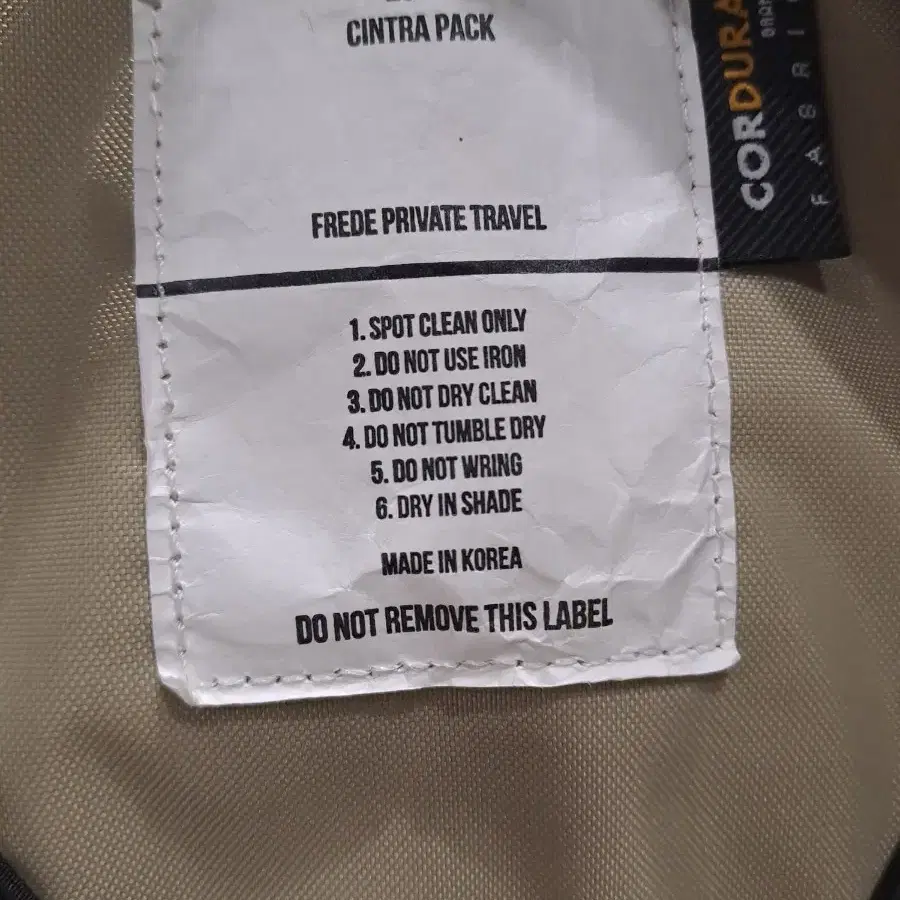 CINTRA PACK
FREDE PRIVATE TRAVEL
1. SPOT CLEAN ONLY
2. DO NOT USE IRON
3. DO NOT DRY CLEAN
4. DO NOT TUMBLE DRY
5. DO NOT WRING
6. DRY IN SHADE
MADE IN KOREA
DO NOT REMOVE THIS LABEL
CORDURA